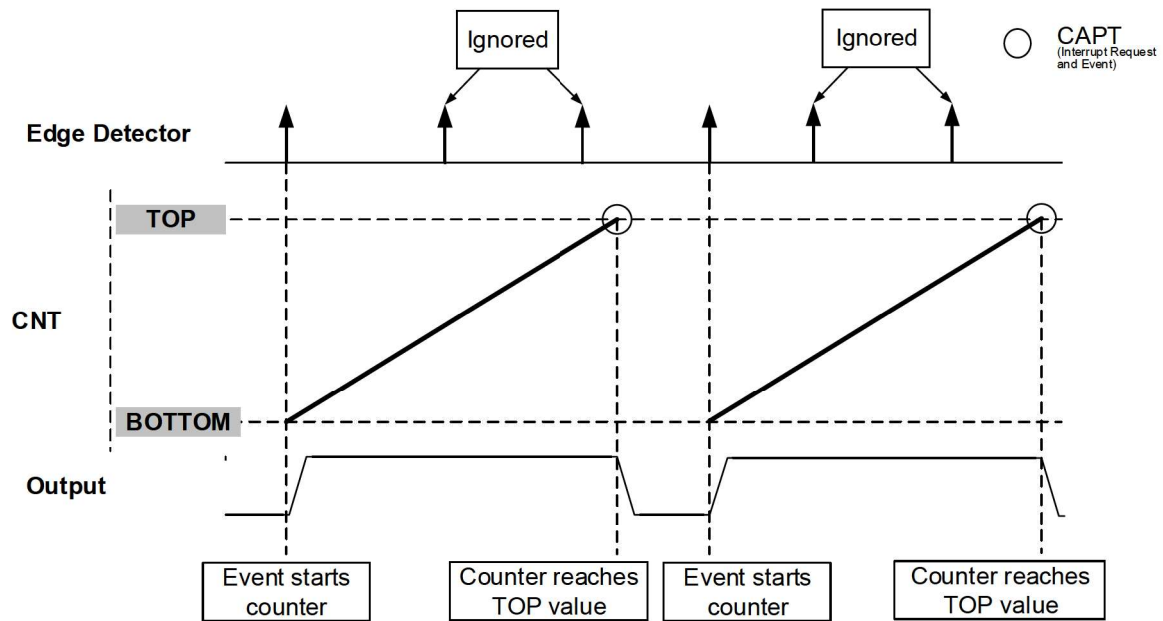 Ignored
Ignored
CAPT
(Interrupt Request
and Event)
Edge Detector
TOP
CNT
BOTTOM
Output
Event starts
counter
Counter reaches
TOP value
Event starts
counter
Counter reaches
TOP value